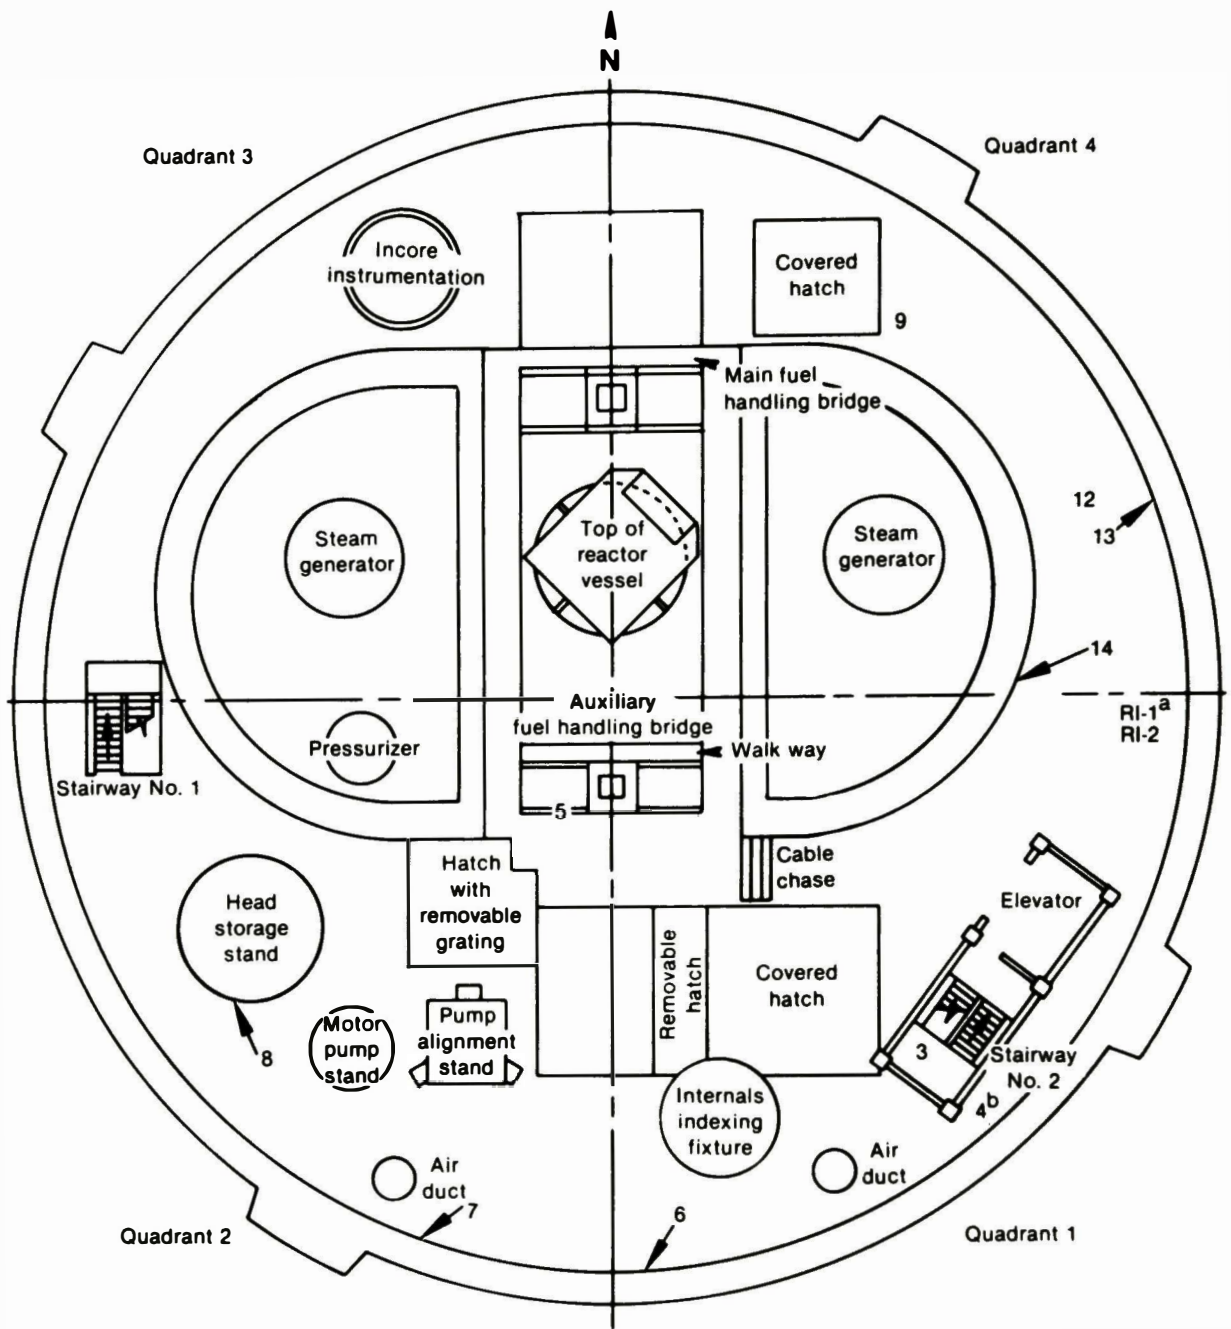 N
Quadrant 3
Quadrant 4
Incore
instrumentation
Covered
hatch
9
Main fuel
handling bridge
12
13
Steam
generator
Top of
reactor
vessel
Steam
generator
14
Auxiliary
fuel handling bridge
RI-1a
RI-2
Pressurizer
Walk way
Stairway No. 1
5
Hatch
with
removable
grating
Cable
chase
Head
storage
stand
Elevator
Removable
hatch
Covered
hatch
8
Motor
pump
stand
Pump
alignment
stand
3
Stairway
No. 2
4b
Internals
indexing
fixture
Air
duct
Air
duct
7
6
Quadrant 2
Quadrant 1